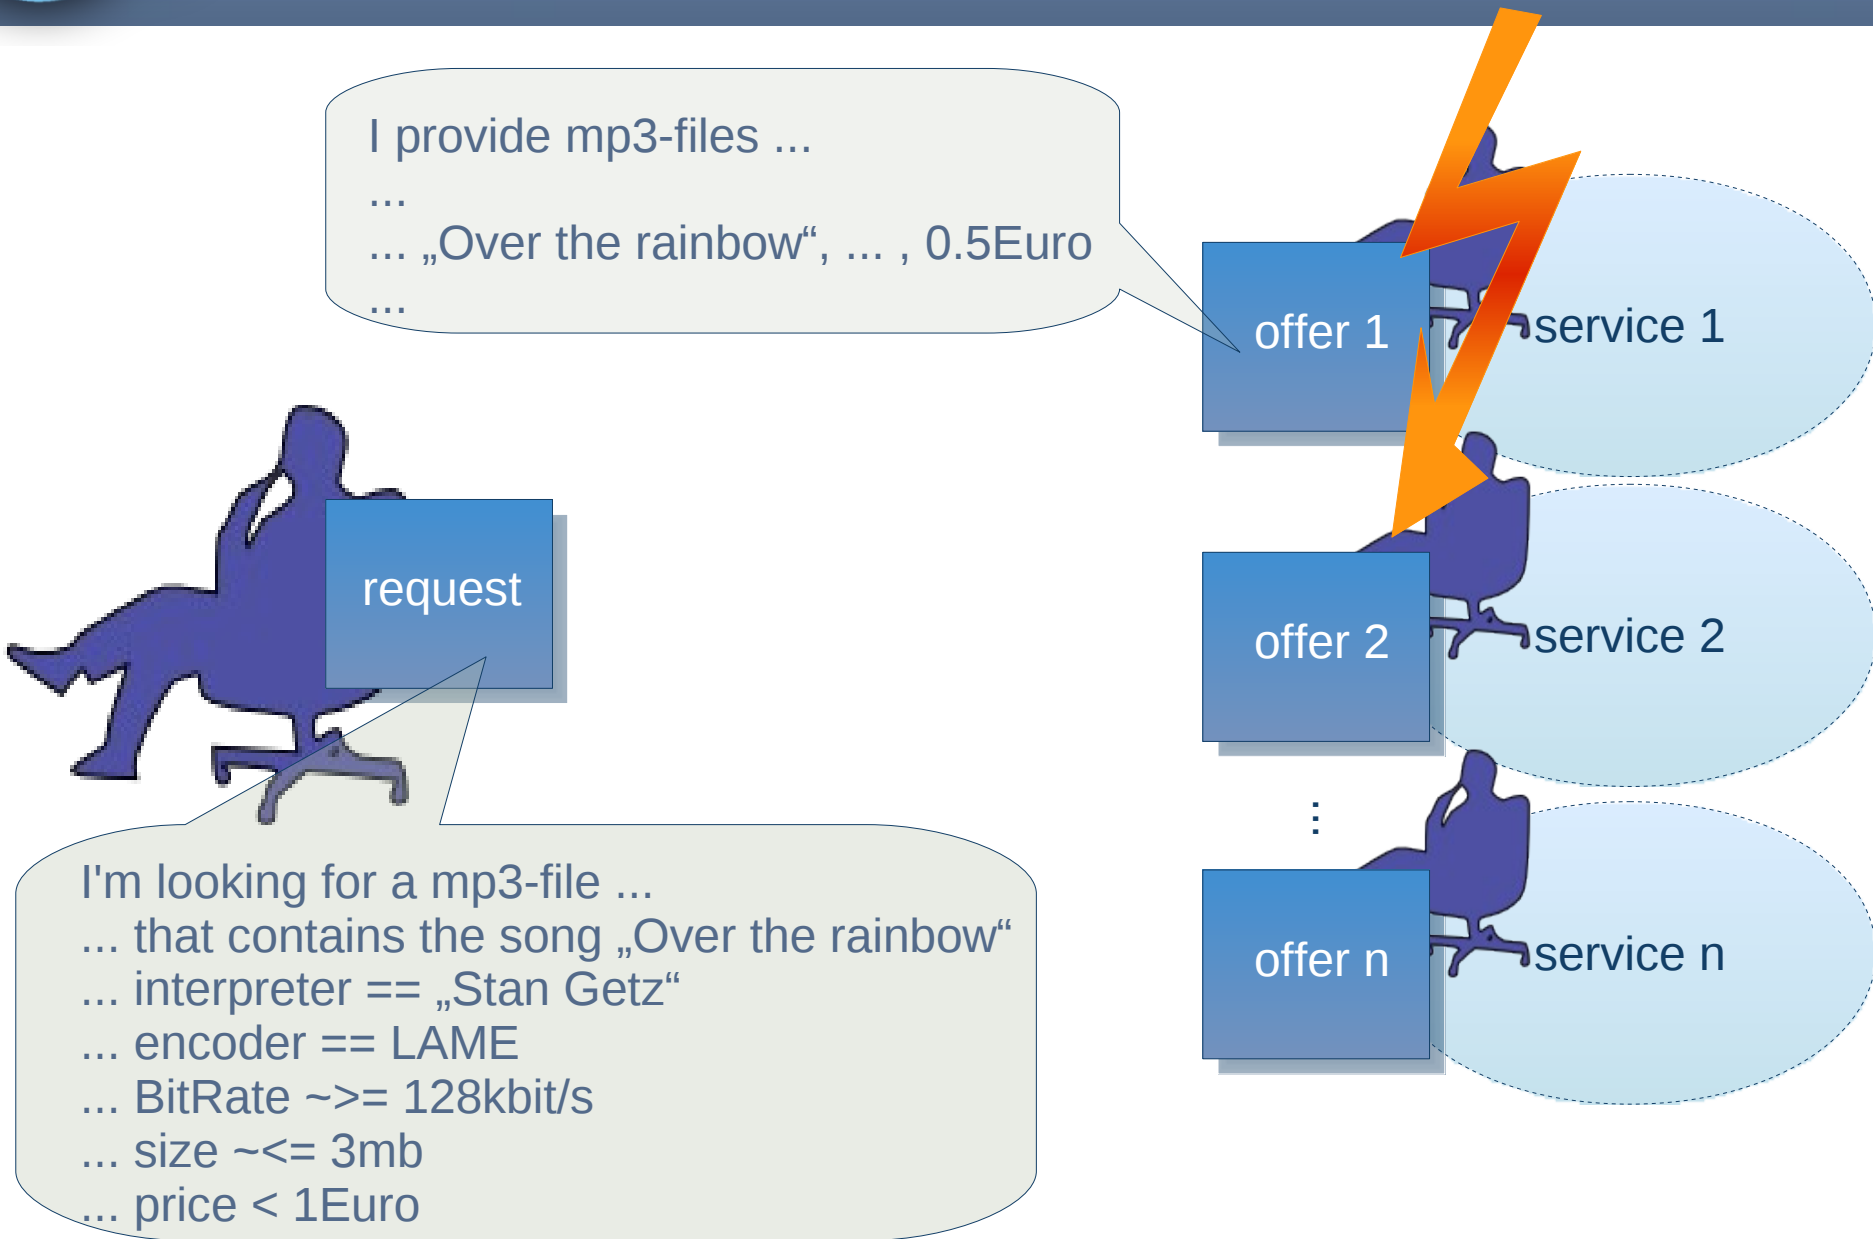 I provide mp3-files ...
...
... „Over the rainbow“, ... , 0.5Euro
...
offer 1
service 1
request
offer 2
service 2
...
offer n
service n
I'm looking for a mp3-file ...
... that contains the song „Over the rainbow“
... interpreter == „Stan Getz“
... encoder == LAME
... BitRate ~>= 128kbit/s
... size ~<= 3mb
... price < 1Euro